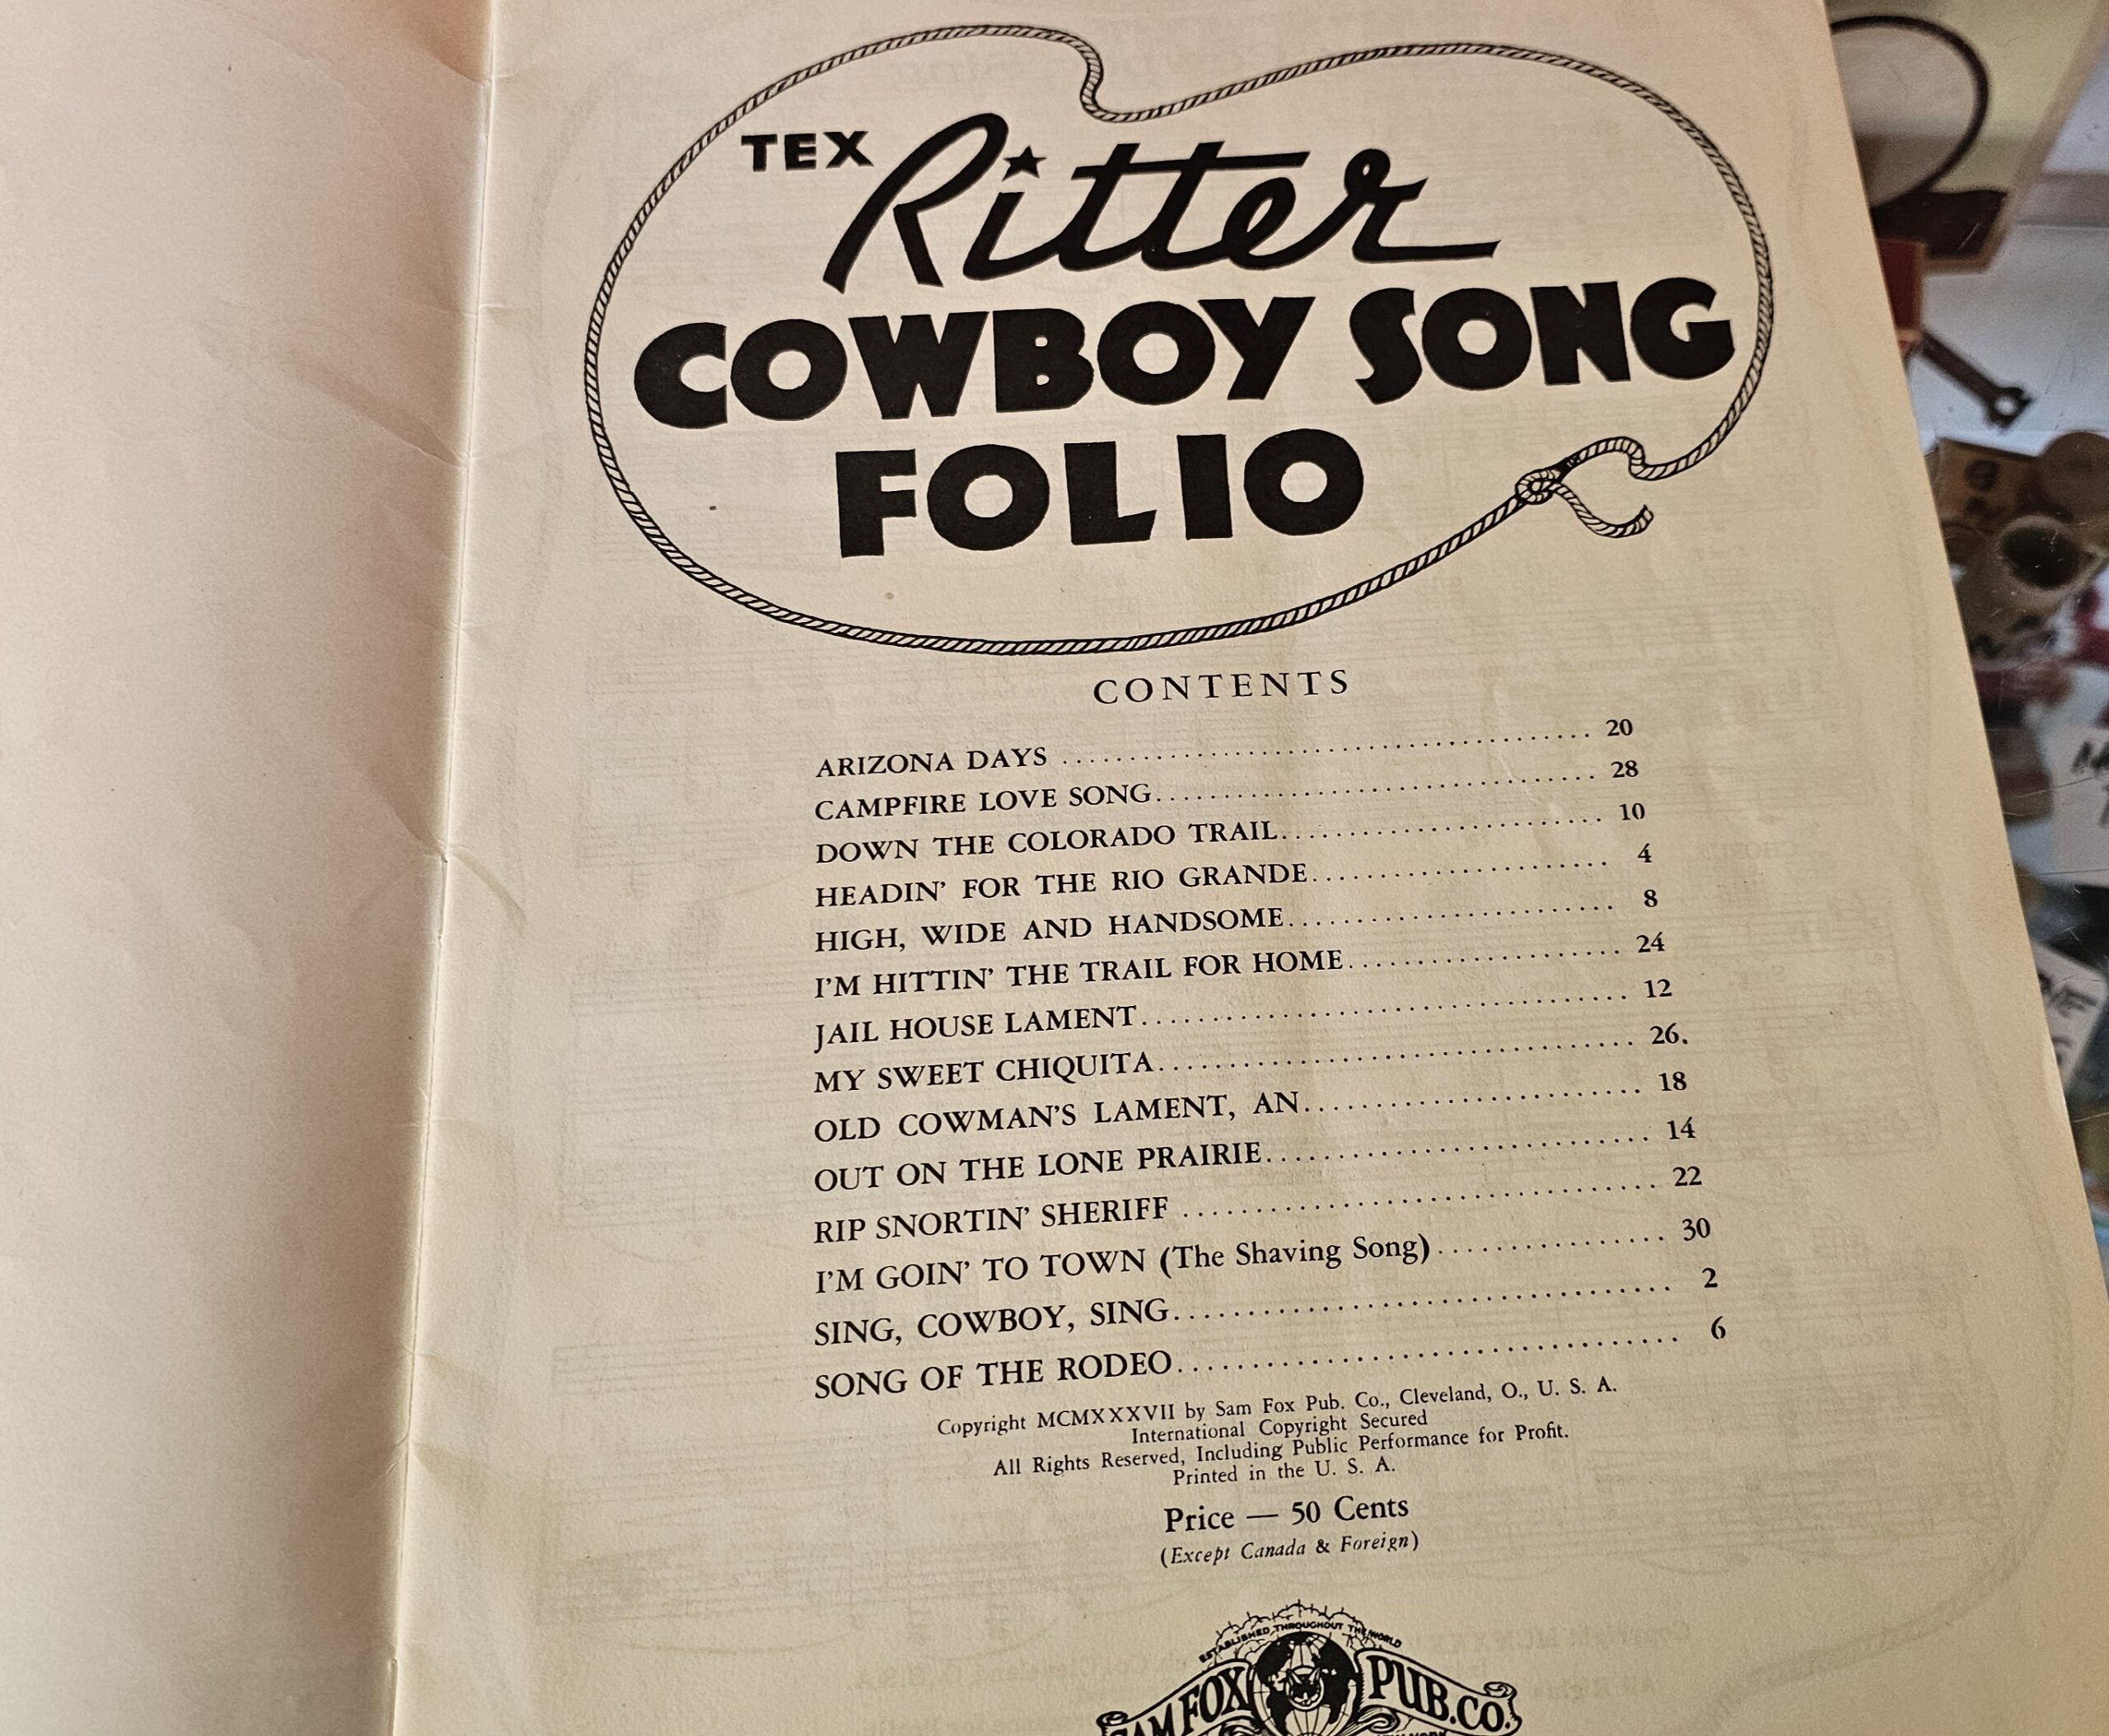 TEX Ritter
COWBOY SONG
FOLIO
CONTENTS
ARIZONA DAYS .................................... 20
CAMPFIRE LOVE SONG.............................. 28
DOWN THE COLORADO TRAIL...................... 10
HEADIN' FOR THE RIO GRANDE.................... 4
HIGH, WIDE AND HANDSOME...................... 8
I'M HITTIN' THE TRAIL FOR HOME................... 24
JAIL HOUSE LAMENT................................ 12
MY SWEET CHIQUITA............................... 26.
OLD COWMAN'S LAMENT, AN...................... 18
OUT ON THE LONE PRAIRIE......................... 14
RIP SNORTIN' SHERIFF ............................... 22
I'M GOIN' TO TOWN (The Shaving Song)............... 30
SING, COWBOY, SING................................ 2
SONG OF THE RODEO................................ 6
Copyright MCMXXXVII by Sam Fox Pub. Co., Cleveland, O., U. S. A.
International Copyright Secured
All Rights Reserved, Including Public Performance for Profit.
Printed in the U. S. A.
Price — 50 Cents
(Except Canada & Foreign)
ESTABLISHED THROUGHOUT THE WORLD
SAM FOX PUB. CO.